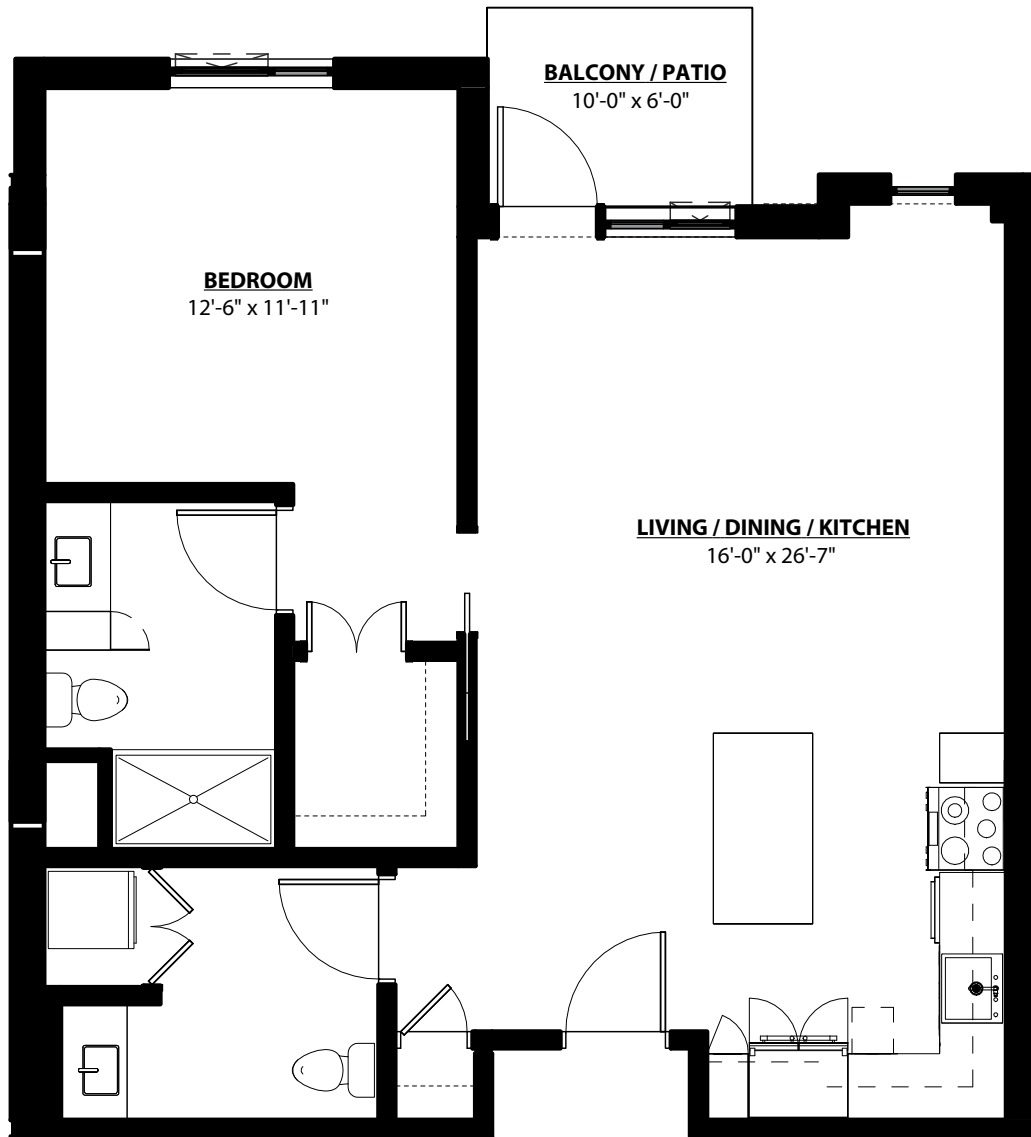 BALCONY / PATIO
10'-0" x 6'-0"
BEDROOM
12'-6" x 11'-11"
LIVING / DINING / KITCHEN
16'-0" x 26'-7"